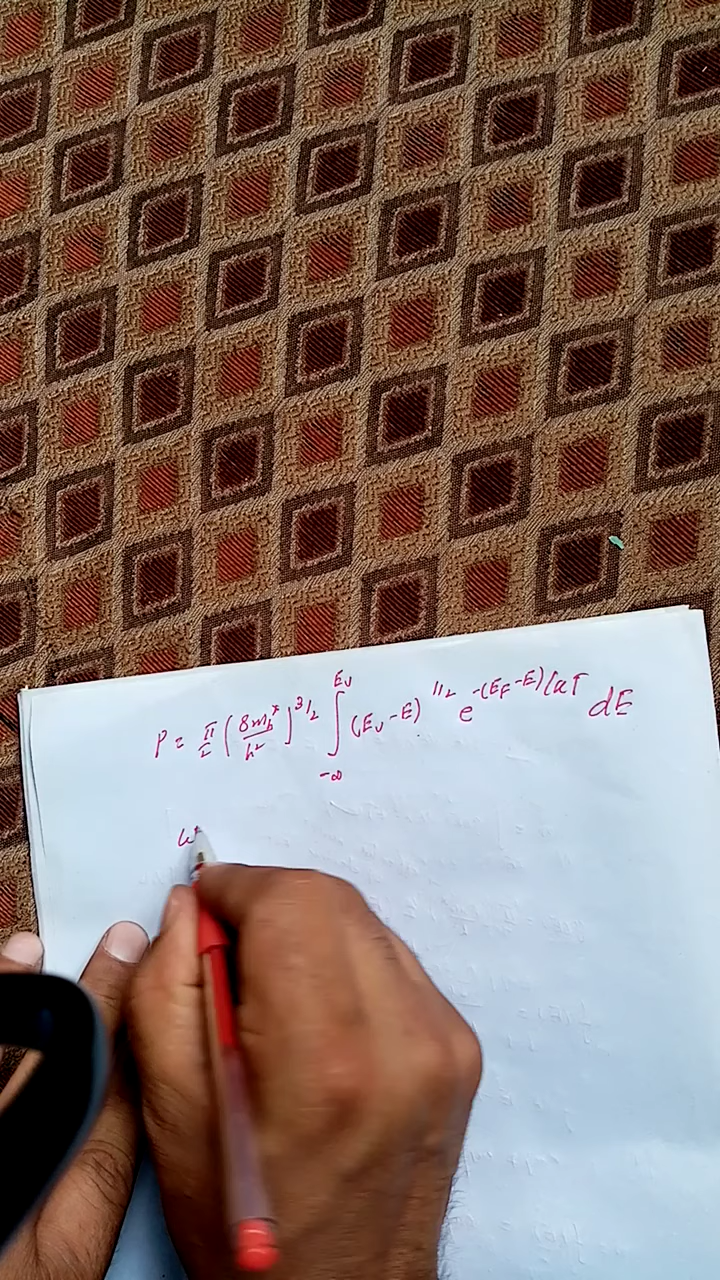 P = π/2 (8m_h*/h²)^3/2 ∫_{-∞}^{E_v} (E_v - E)^1/2 e^{-(E_F - E)/kT} dE